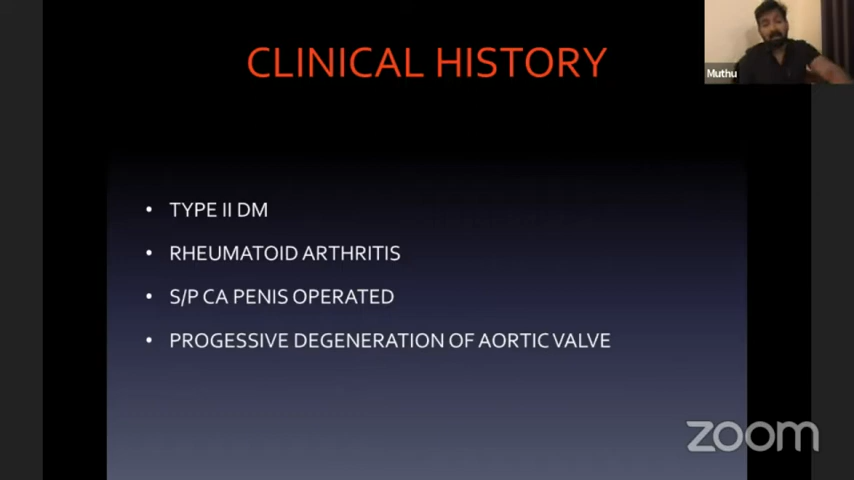 CLINICAL HISTORY
Muthu
• TYPE II DM
• RHEUMATOID ARTHRITIS
• S/P CA PENIS OPERATED
• PROGESSIVE DEGENERATION OF AORTIC VALVE
zoom